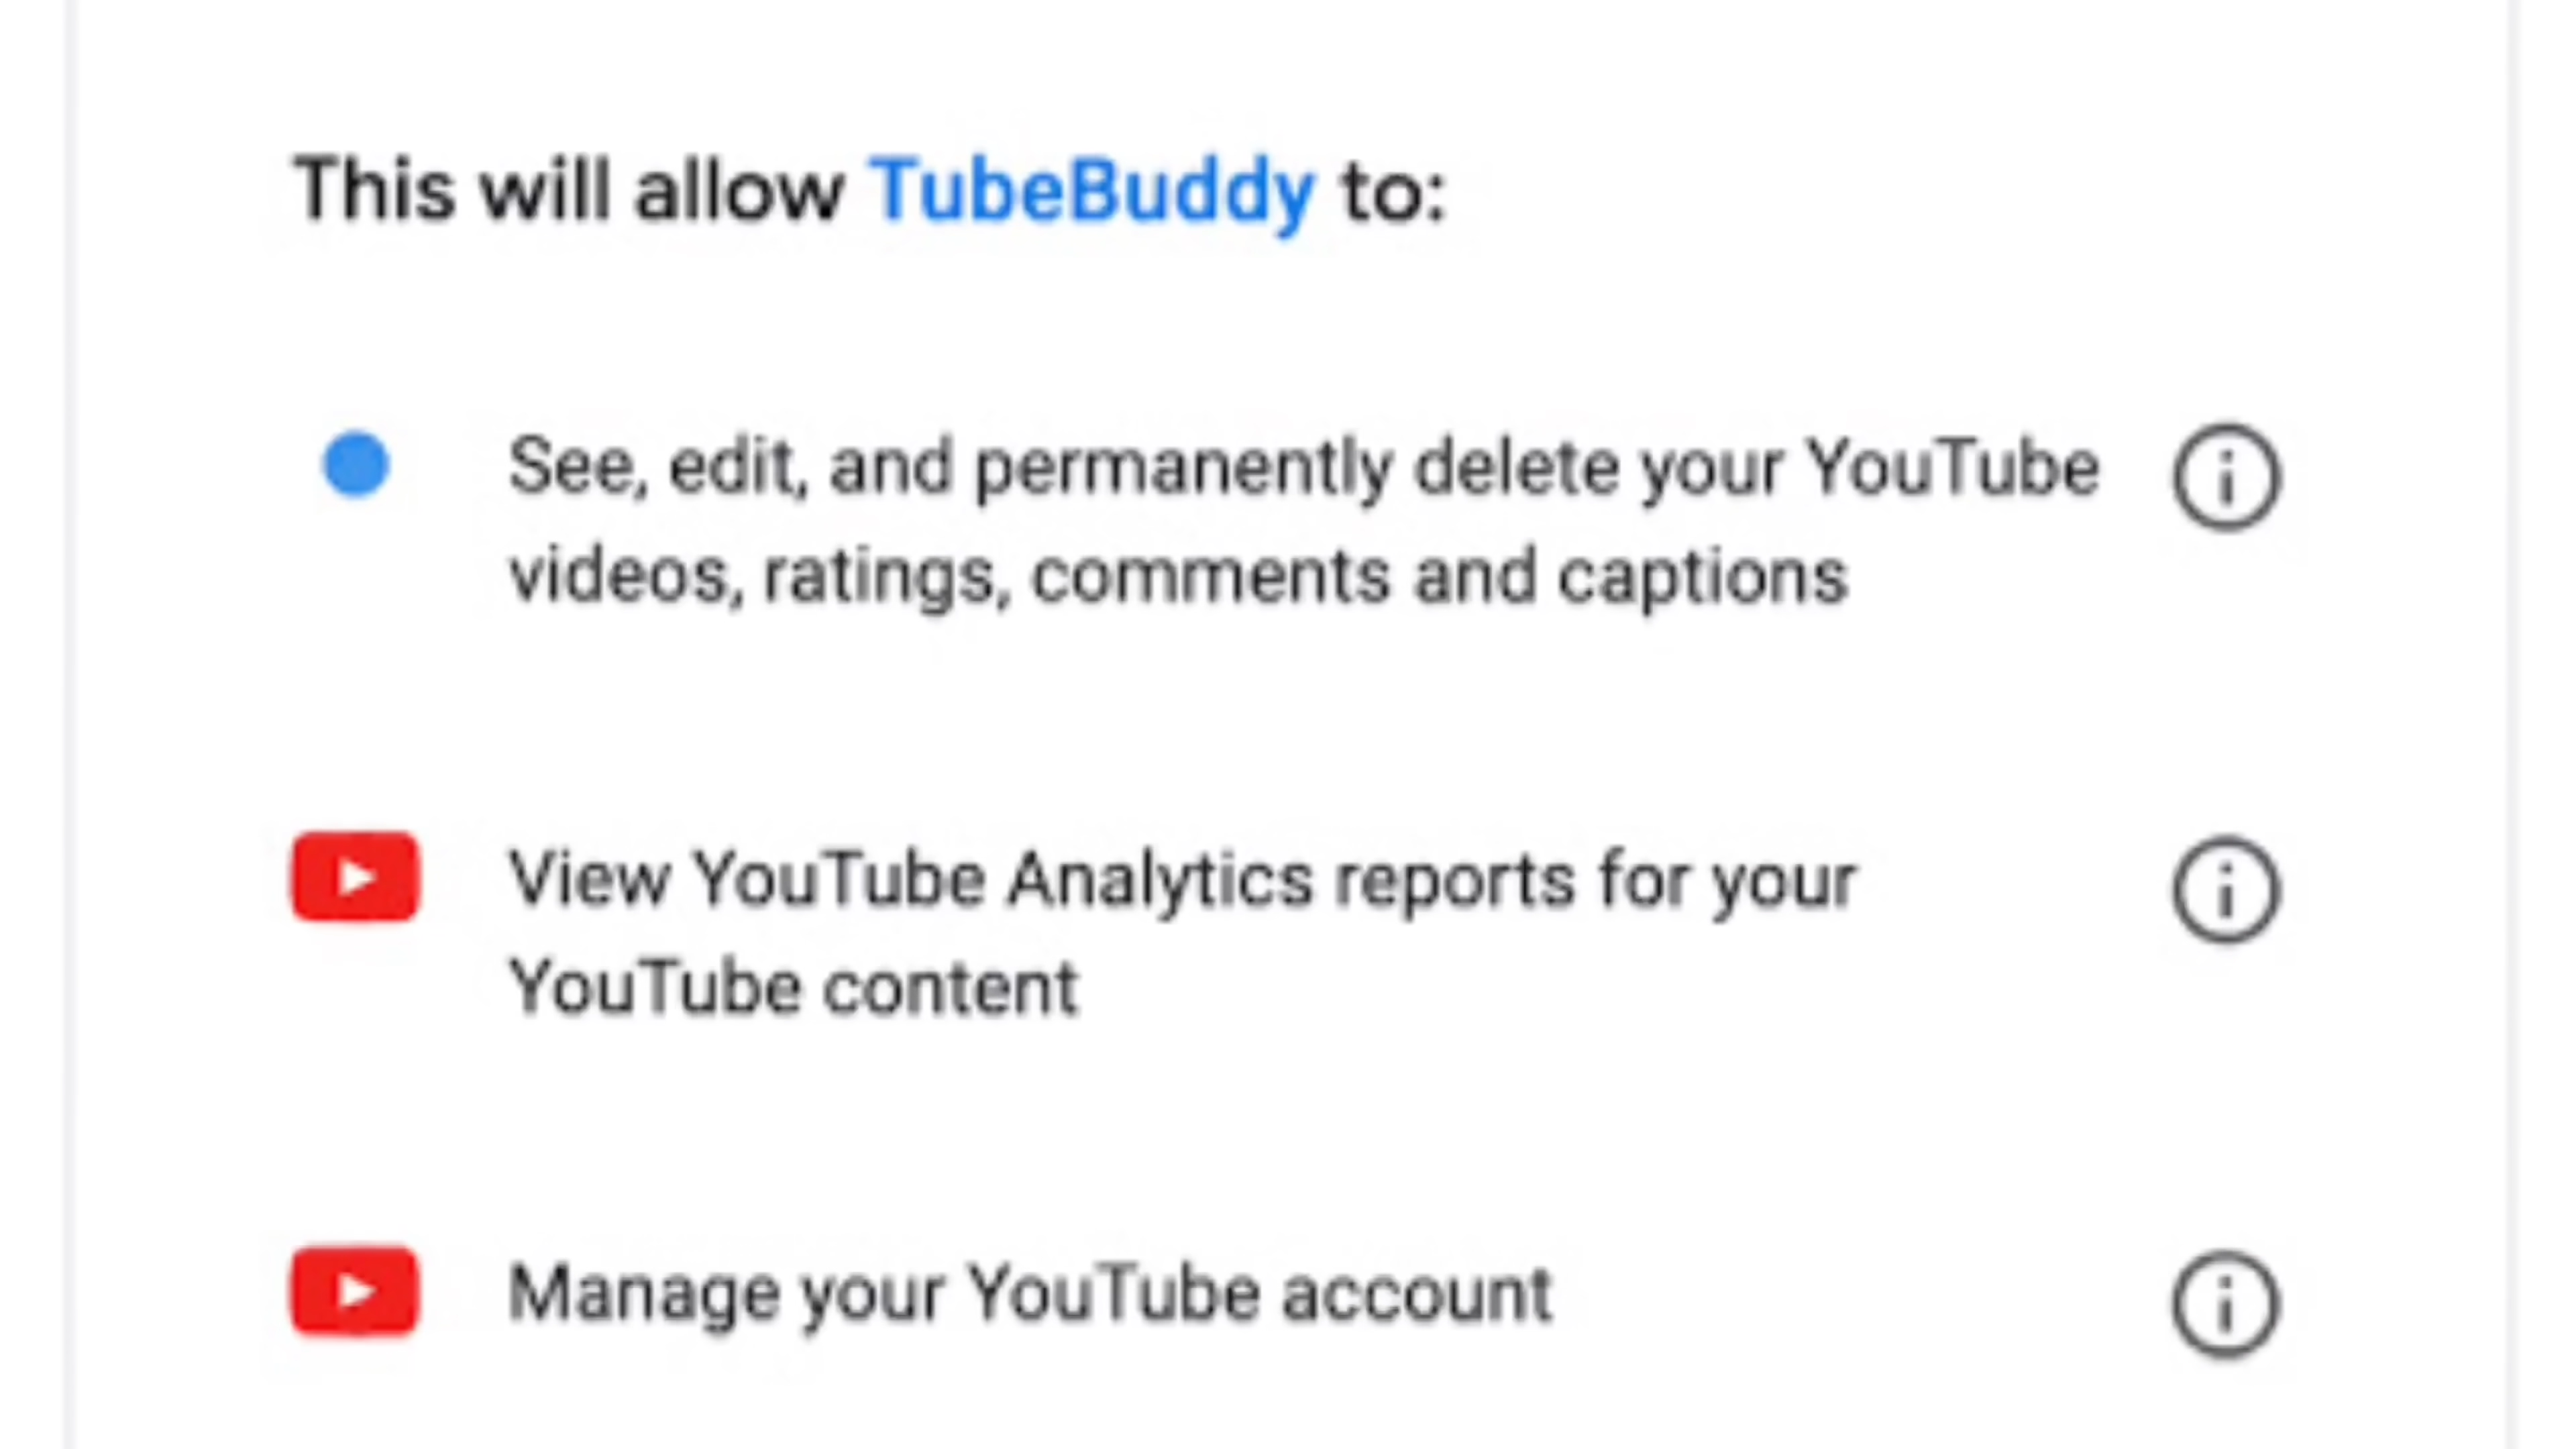 This will allow TubeBuddy to:
See, edit, and permanently delete your YouTube
videos, ratings, comments and captions
View YouTube Analytics reports for your
YouTube content
Manage your YouTube account